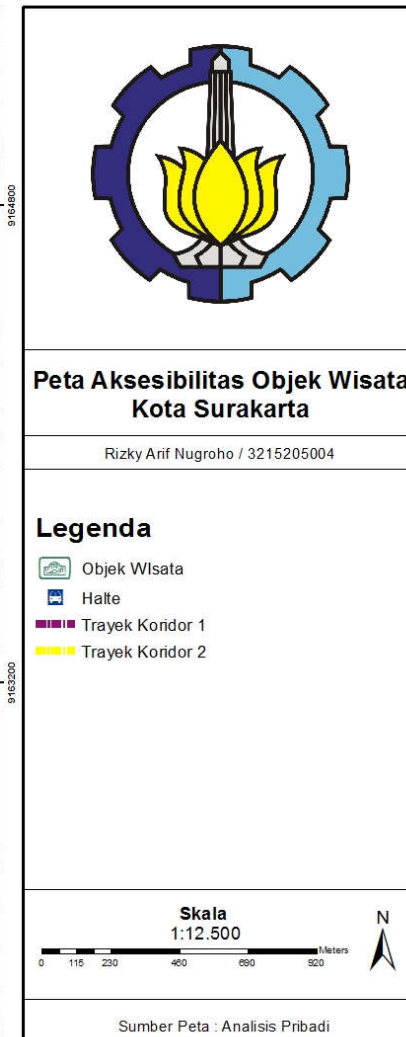 9164800
Peta Aksesibilitas Objek Wisata
Kota Surakarta
Rizky Arif Nugroho / 3215205004
Legenda
Objek WIsata
Halte
Trayek Koridor 1
Trayek Koridor 2
9163200
Skala
1:12.500
Meters
0 115 230 460 690 920
N
Sumber Peta : Analisis Pribadi